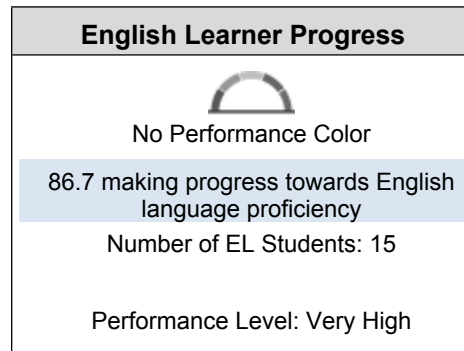 English Learner Progress
No Performance Color
86.7 making progress towards English
language proficiency
Number of EL Students: 15
Performance Level: Very High